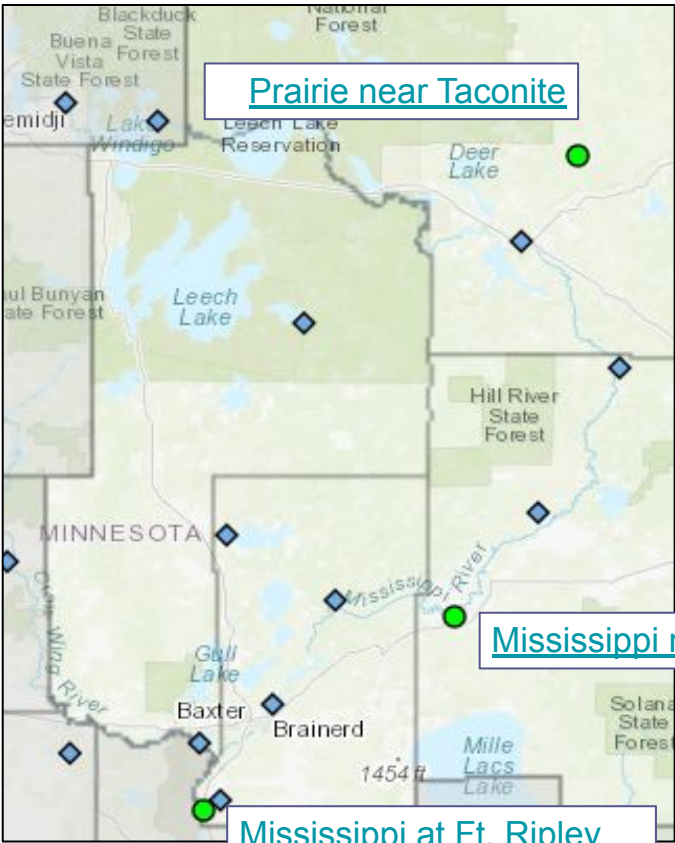 National
Forest
Blackduck
State
Forest
Buena
Vista
State Forest
Prairie near Taconite
emidji
Lake
Windigo
Leech Lake
Reservation
Deer
Lake
ul Bunyan
ate Forest
Leech
Lake
Hill River
State
Forest
MINNESOTA
Mississippi River
Crow Wing River
Mississippi
Gull
Lake
Baxter
Brainerd
Solana
State
Forest
1454 ft
Mille
Lacs
Lake
Mississippi at Ft. Ripley